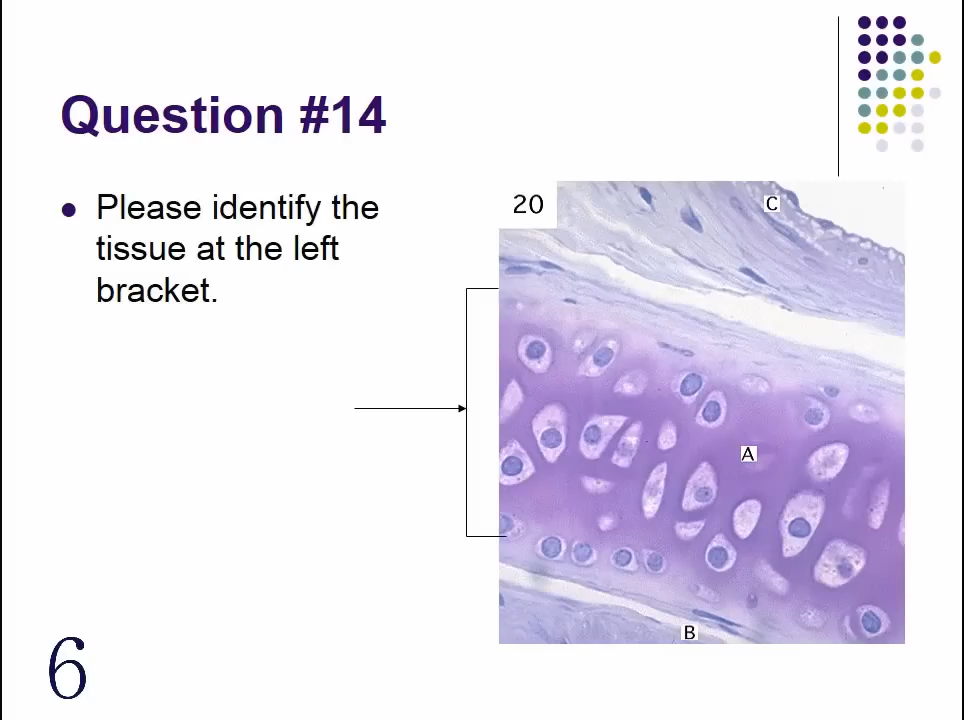 Question #14
Please identify the
tissue at the left
bracket.
20
C
A
B
6